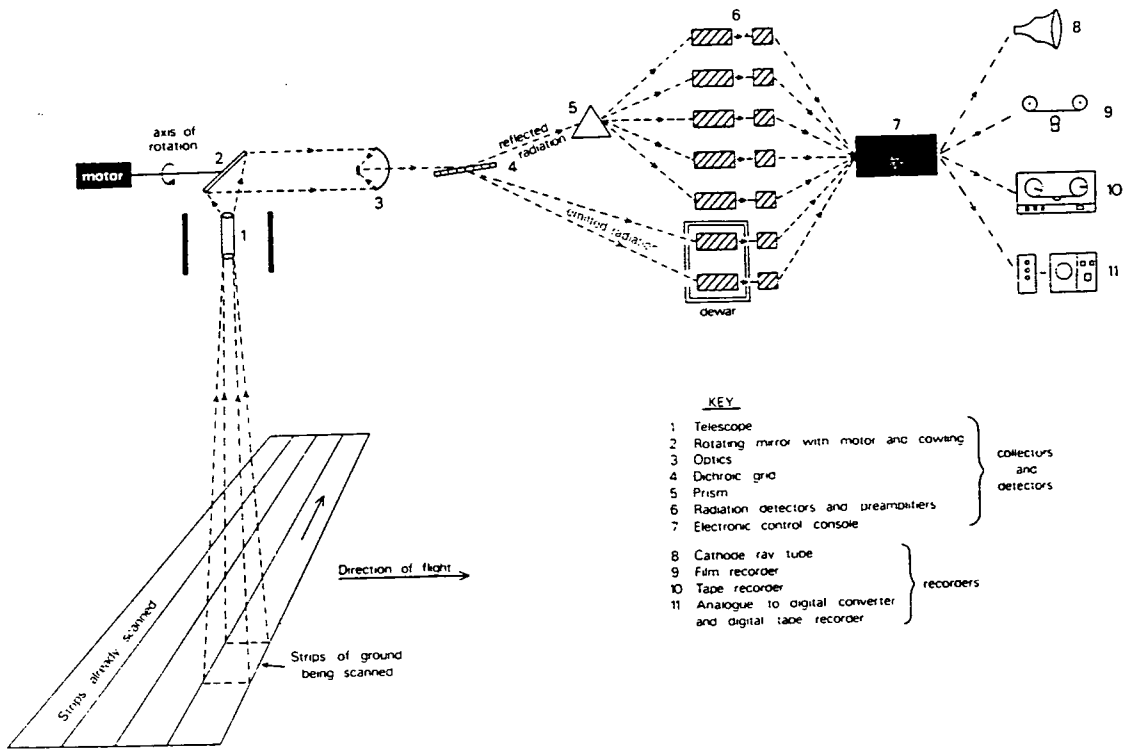 6
8
5
7
9
axis of
rotation
reflected
radiation
2
4
motor
3
10
1
emitted radiation
11
dewar
KEY
1 Telescope
2 Rotating mirror with motor and cowling
3 Optics
4 Dichroic grid
5 Prism
6 Radiation detectors and preamplifiers
7 Electronic control console
collectors
and
detectors
8 Cathode ray tube
9 Film recorder
10 Tape recorder
11 Analogue to digital converter
and digital tape recorder
recorders
Direction of flight
Strips already scanned
Strips of ground
being scanned